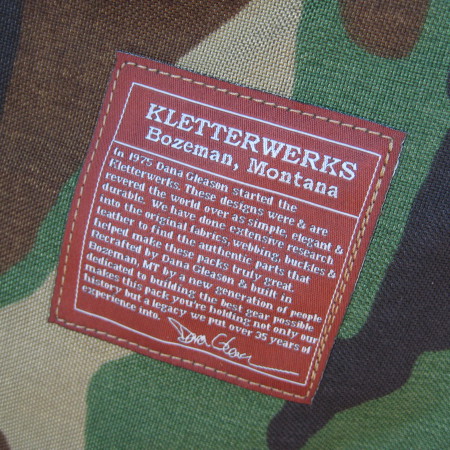 KLETTERWERKS
Bozeman, Montana
In 1975 Dana Gleason started the
Kletterwerks. These designs were & are
revered the world over as simple, elegant &
durable. We have done extensive research
into the original fabrics, webbing, buckles &
leather to find the authentic parts that
helped make these packs truly great.
Recrafted by Dana Gleason & built in
Bozeman, MT by a new generation of people
dedicated to building the best gear possible
makes this pack you're holding not only our
history but a legacy we put over 35 years of
experience into.
Dana Gleason